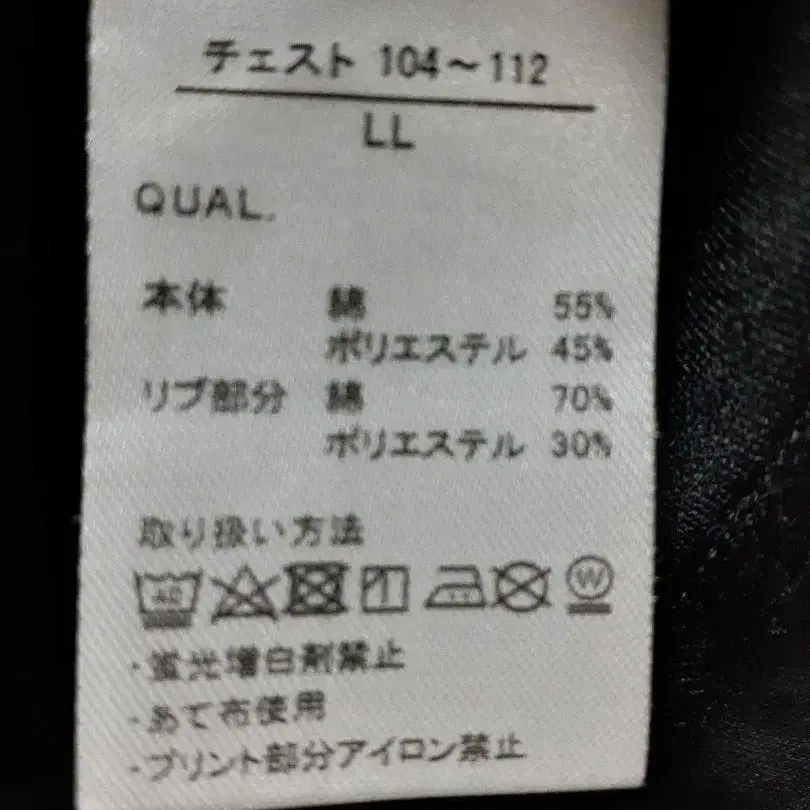 チェスト 104～112
LL
QUAL.
本体 綿 55%
ポリエステル 45%
リブ部分 綿 70%
ポリエステル 30%
取り扱い方法
40 W
・蛍光増白剤禁止
・あて布使用
・プリント部分アイロン禁止